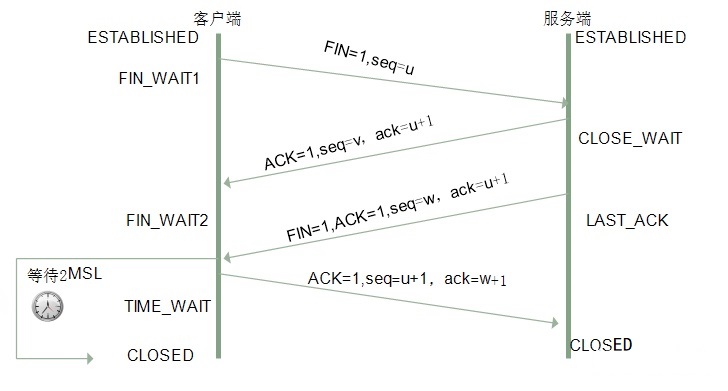 客户端
服务端
ESTABLISHED
ESTABLISHED
FIN=1,seq=u
FIN_WAIT1
CLOSE_WAIT
ACK=1,seq=v，ack=u+1
FIN=1,ACK=1,seq=w，ack=u+1
FIN_WAIT2
LAST_ACK
等待2MSL
ACK=1,seq=u+1，ack=w+1
TIME_WAIT
CLOSED
CLOSED